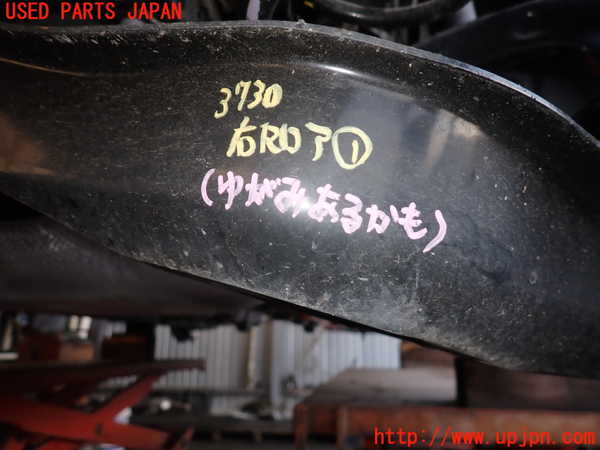 USED PARTS JAPAN
3730
右Rロア①
(ゆがみあるかも)
http://www.upjpn.com/